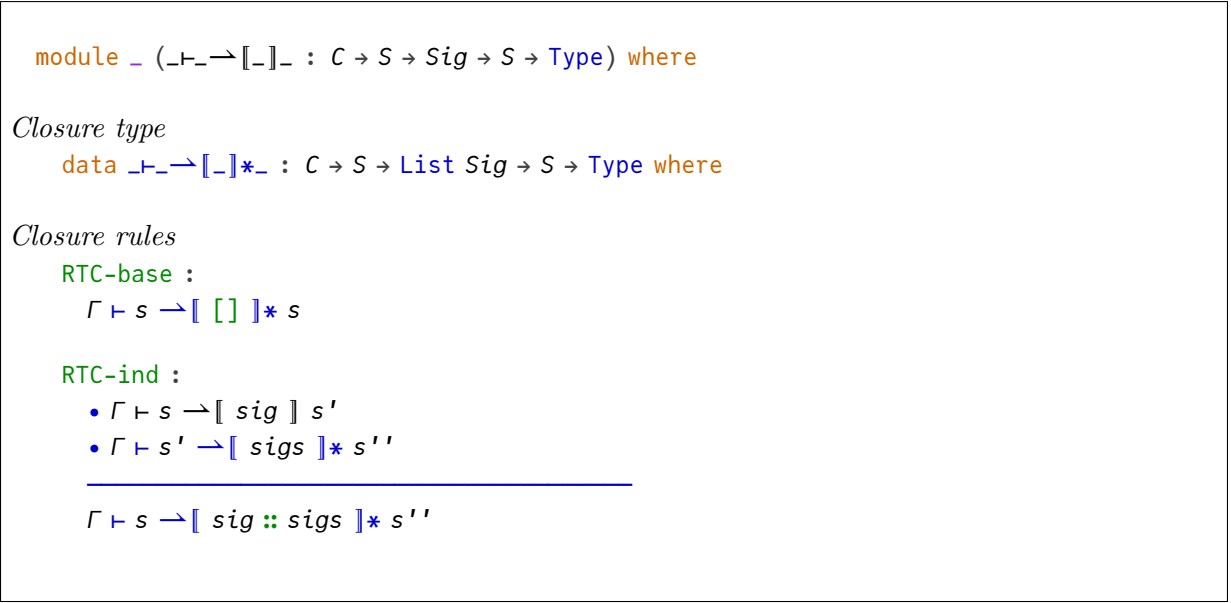 module _ (_⊢_⇀⟦_⟧_ : C → S → Sig → S → Type) where
Closure type
data _⊢_⇀⟦_⟧*_ : C → S → List Sig → S → Type where
Closure rules
RTC-base :
Γ ⊢ s ⇀⟦ [] ⟧* s
RTC-ind :
• Γ ⊢ s ⇀⟦ sig ⟧ s'
• Γ ⊢ s' ⇀⟦ sigs ⟧* s''
Γ ⊢ s ⇀⟦ sig ∷ sigs ⟧* s''